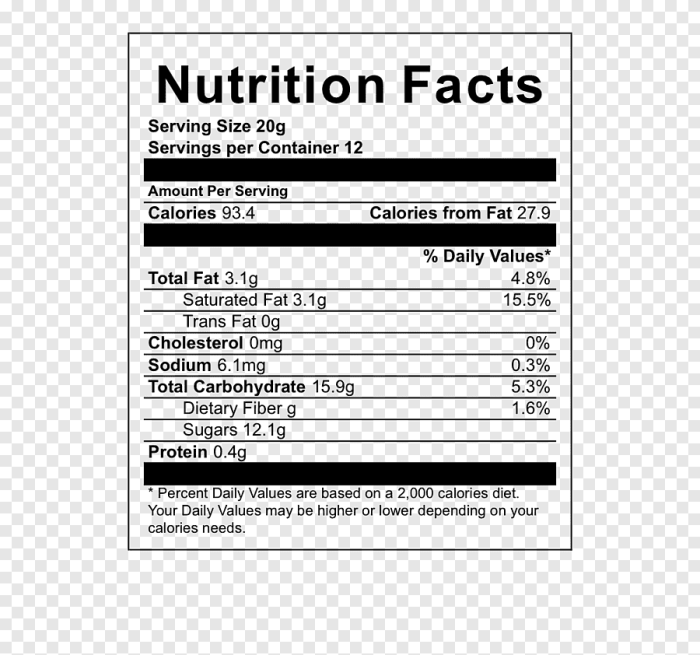 Nutrition Facts
Serving Size 20g
Servings per Container 12
Amount Per Serving
Calories 93.4 Calories from Fat 27.9
% Daily Values*
Total Fat 3.1g 4.8%
Saturated Fat 3.1g 15.5%
Trans Fat 0g
Cholesterol 0mg 0%
Sodium 6.1mg 0.3%
Total Carbohydrate 15.9g 5.3%
Dietary Fiber g 1.6%
Sugars 12.1g
Protein 0.4g
* Percent Daily Values are based on a 2,000 calories diet.
Your Daily Values may be higher or lower depending on your
calories needs.